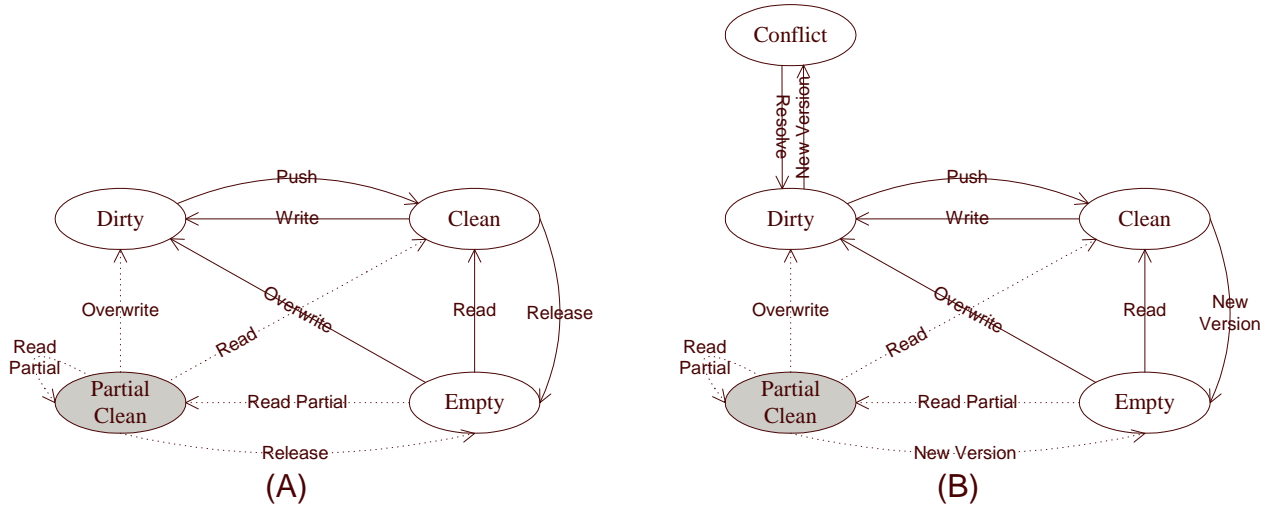 Conflict
Resolve
New Version
Push
Dirty
Write
Clean
Overwrite
Overwrite
Read
Read
Release
Read
Partial
Partial
Clean
Read Partial
Empty
Release
(A)
Push
Dirty
Write
Clean
Overwrite
Overwrite
Read
Read
New
Version
Read
Partial
Partial
Clean
Read Partial
Empty
New Version
(B)